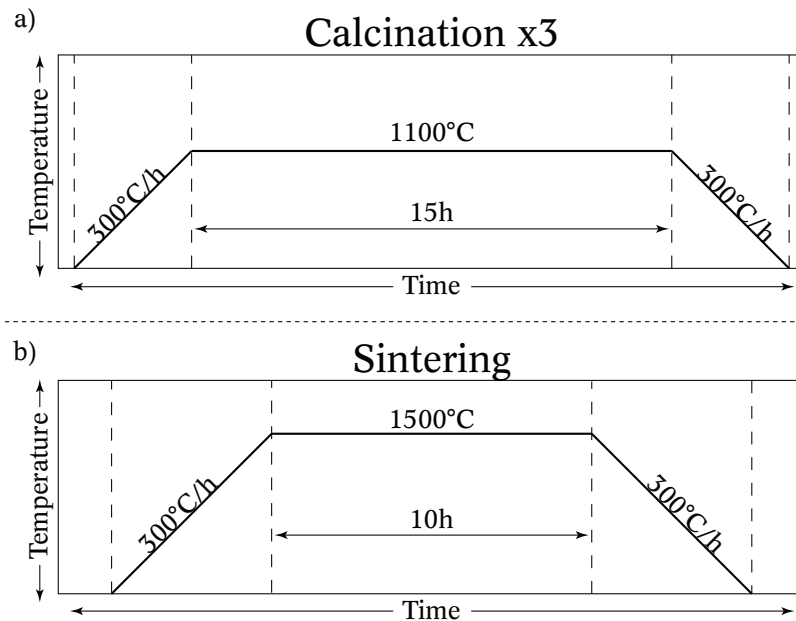 a)
Calcination x3
Temperature
300°C/h
1100°C
15h
300°C/h
Time
b)
Sintering
Temperature
300°C/h
1500°C
10h
300°C/h
Time